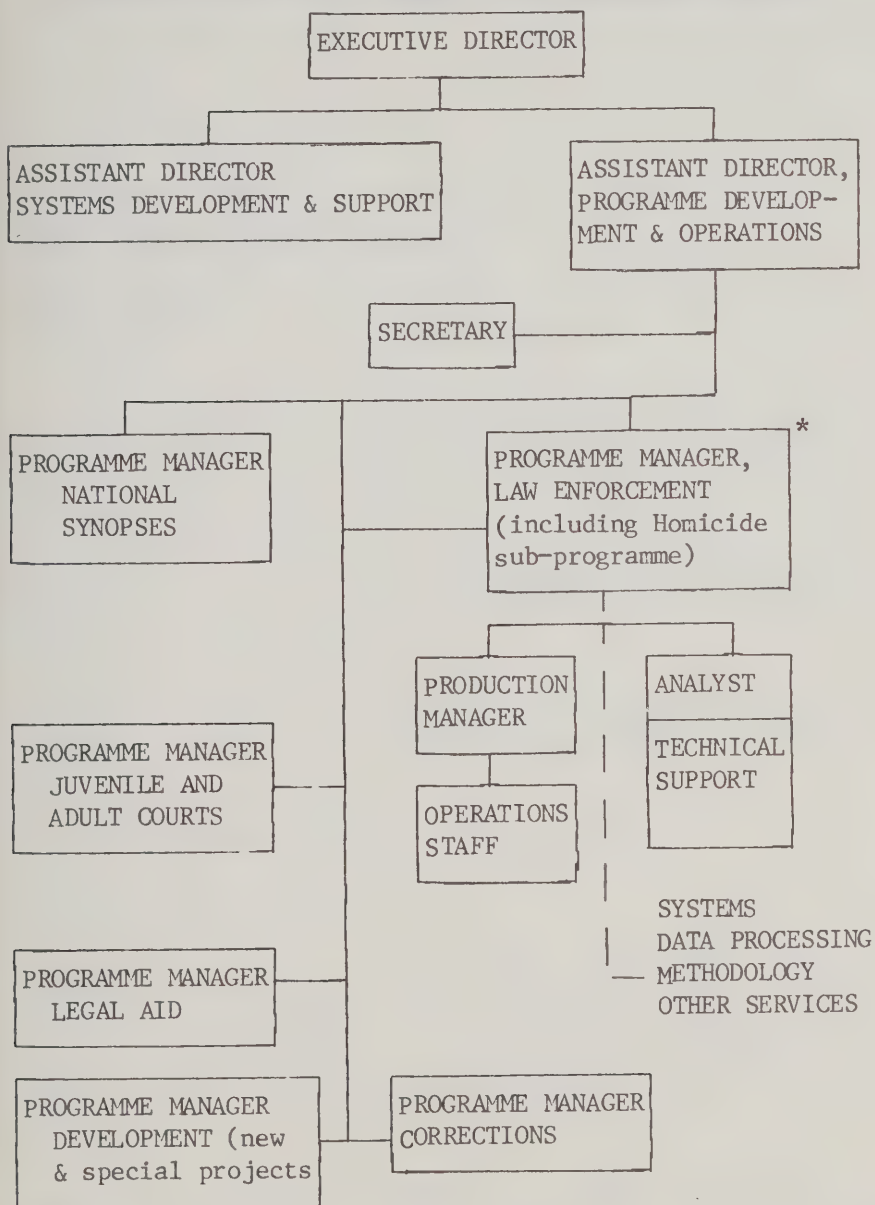 EXECUTIVE DIRECTOR
ASSISTANT DIRECTOR
SYSTEMS DEVELOPMENT & SUPPORT
ASSISTANT DIRECTOR,
PROGRAMME DEVELOP-
MENT & OPERATIONS
SECRETARY
PROGRAMME MANAGER
NATIONAL
SYNOPSES
*
PROGRAMME MANAGER,
LAW ENFORCEMENT
(including Homicide
sub-programme)
PRODUCTION
MANAGER
ANALYST
TECHNICAL
SUPPORT
OPERATIONS
STAFF
PROGRAMME MANAGER
JUVENILE AND
ADULT COURTS
SYSTEMS
DATA PROCESSING
METHODOLOGY
OTHER SERVICES
PROGRAMME MANAGER
LEGAL AID
PROGRAMME MANAGER
DEVELOPMENT (new
& special projects
PROGRAMME MANAGER
CORRECTIONS